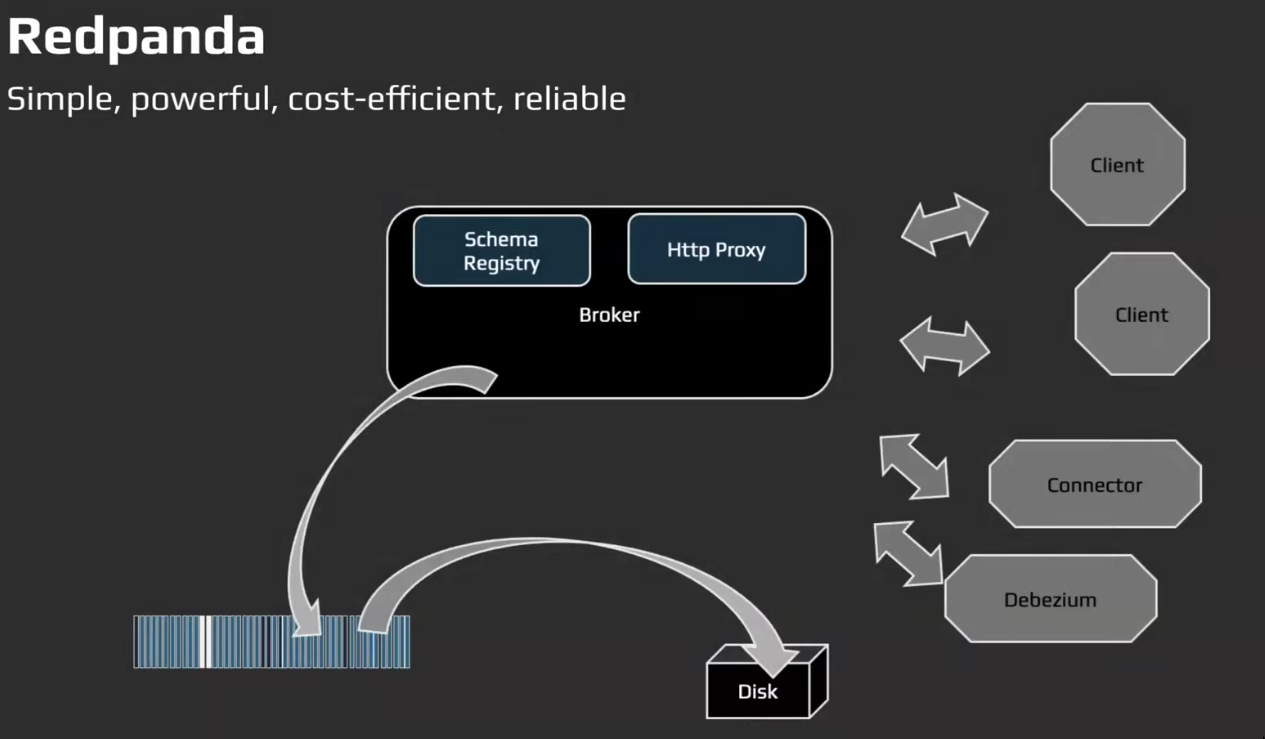 Redpanda
Simple, powerful, cost-efficient, reliable
Client
Schema
Registry
Http Proxy
Broker
Client
Connector
Debezium
Disk